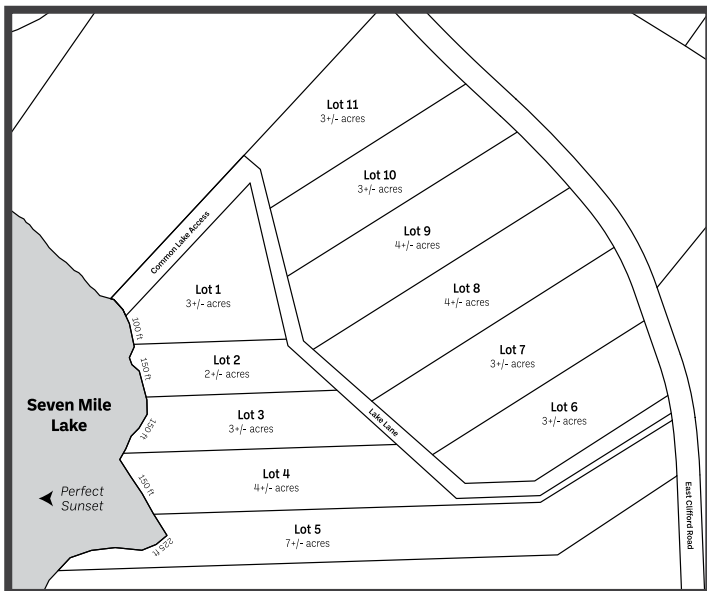 Lot 11
3+/- acres
Lot 10
3+/- acres
Common Lake Access
Lot 9
4+/- acres
Lot 1
3+/- acres
Lot 8
4+/- acres
100 ft
Lot 7
3+/- acres
Lot 2
2+/- acres
150 ft
Seven Mile
Lake
Lot 3
3+/- acres
150 ft
Lake Lane
Lot 6
3+/- acres
Lot 4
4+/- acres
150 ft
Perfect
Sunset
Lot 5
7+/- acres
225 ft
East Clifford Road